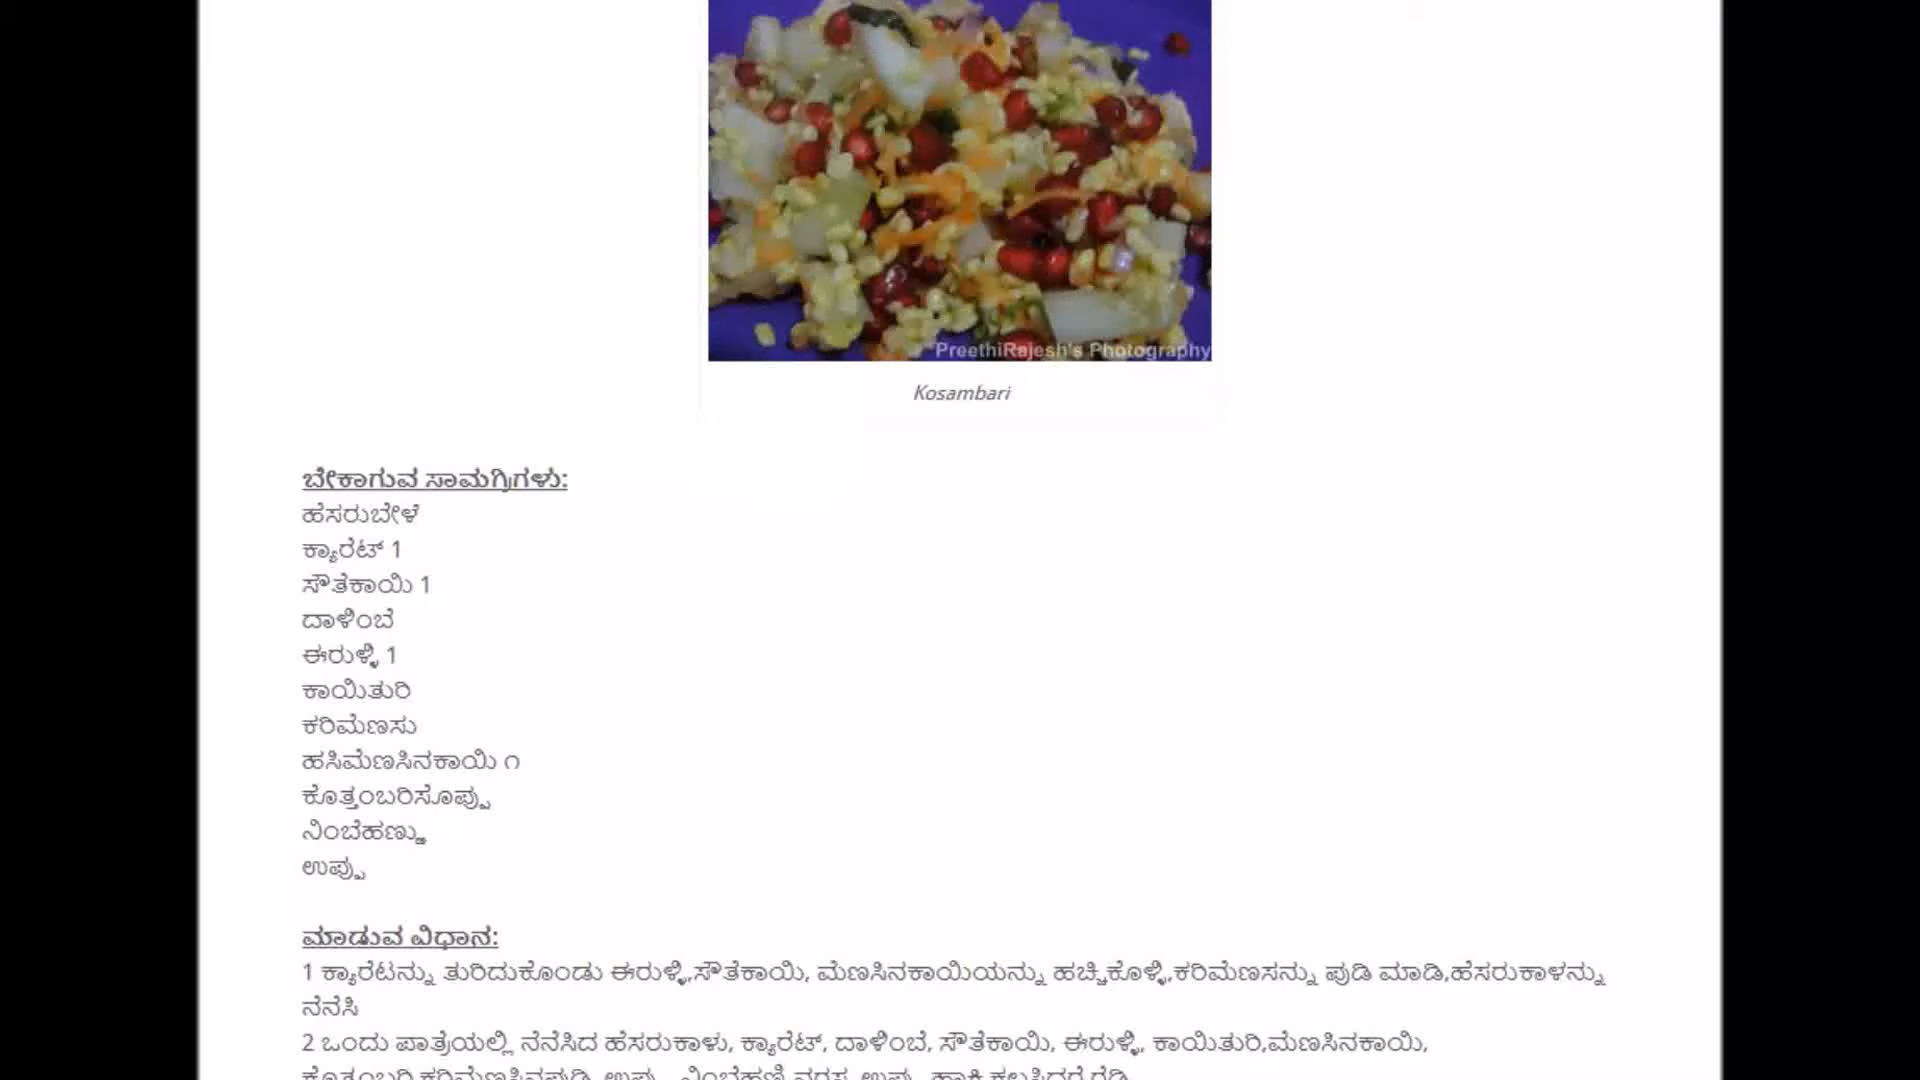 PreethiRajesh's Photography
Kosambari
ಬೇಕಾಗುವ ಸಾಮಗ್ರಿಗಳು:
ಹೆಸರುಬೇಳೆ
ಕ್ಯಾರೆಟ್ 1
ಸೌತೆಕಾಯಿ 1
ದಾಳಿಂಬೆ
ಈರುಳ್ಳಿ 1
ಕಾಯಿತುರಿ
ಕರಿಮೆಣಸು
ಹಸಿಮೆಣಸಿನಕಾಯಿ ೧
ಕೊತ್ತಂಬರಿಸೊಪ್ಪು
ನಿಂಬೆಹಣ್ಣು
ಉಪ್ಪು
ಮಾಡುವ ವಿಧಾನ:
1 ಕ್ಯಾರೆಟನ್ನು ತುರಿದುಕೊಂಡು ಈರುಳ್ಳಿ,ಸೌತೆಕಾಯಿ, ಮೆಣಸಿನಕಾಯಿಯನ್ನು ಹಚ್ಚಿಕೊಳ್ಳಿ,ಕರಿಮೆಣಸನ್ನು ಪುಡಿ ಮಾಡಿ,ಹೆಸರುಕಾಳನ್ನು
ನೆನೆಸಿ
2 ಒಂದು ಪಾತ್ರೆಯಲ್ಲಿ ನೆನೆಸಿದ ಹೆಸರುಕಾಳು, ಕ್ಯಾರೆಟ್, ದಾಳಿಂಬೆ, ಸೌತೆಕಾಯಿ, ಈರುಳ್ಳಿ, ಕಾಯಿತುರಿ,ಮೆಣಸಿನಕಾಯಿ,